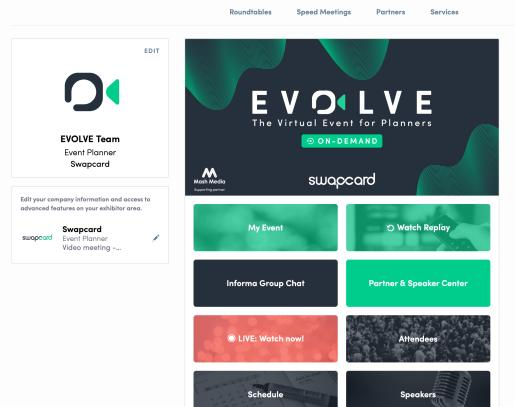 Roundtables Speed Meetings Partners Services
EDIT
EVOLVE Team
Event Planner
Swapcard
Edit your company information and access to
advanced features on your exhibitor area.
swapcard
Swapcard
Event Planner
Video meeting -...
EVOLVE
The Virtual Event for Planners
ON-DEMAND
Mash Media
Supporting partner
swapcard
My Event
Watch Replay
Informa Group Chat
Partner & Speaker Center
LIVE: Watch now!
Attendees
Schedule
Speakers